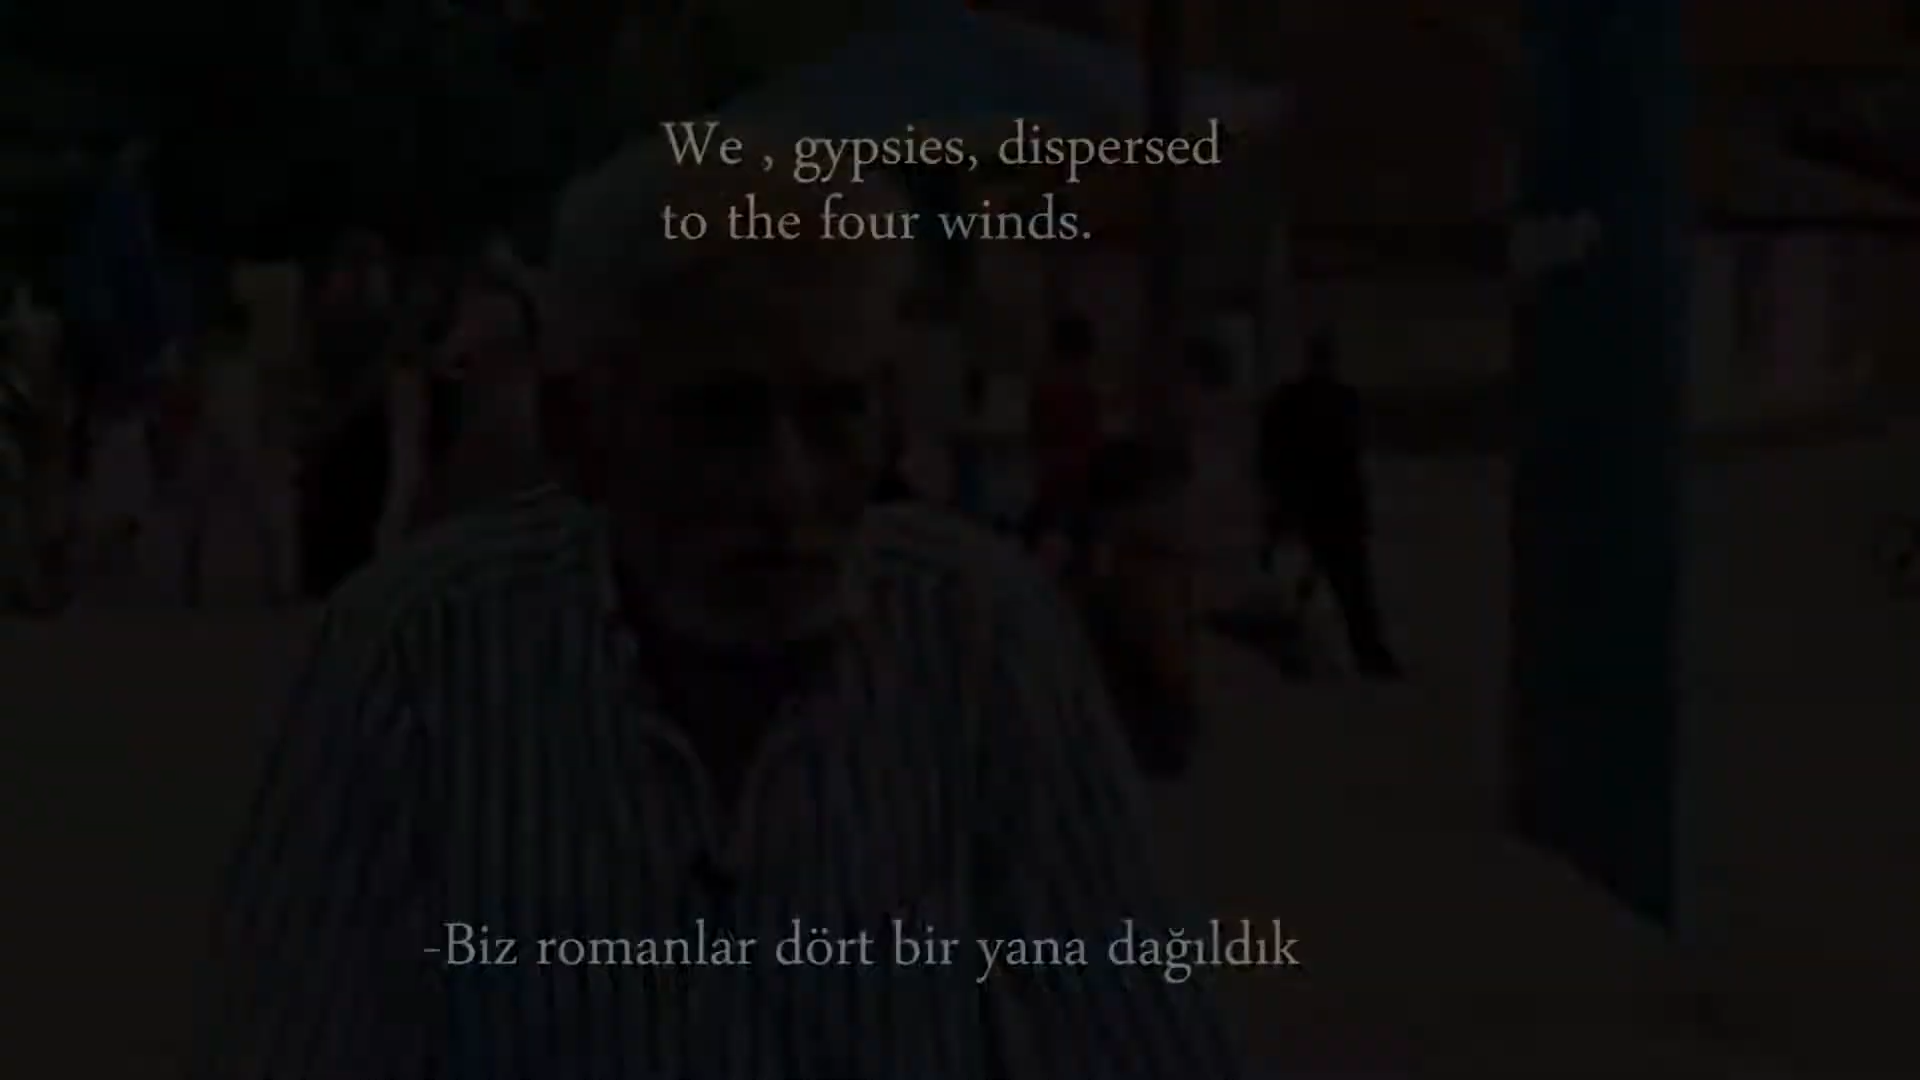 We , gypsies, dispersed
to the four winds.
-Biz romanlar dört bir yana dağıldık